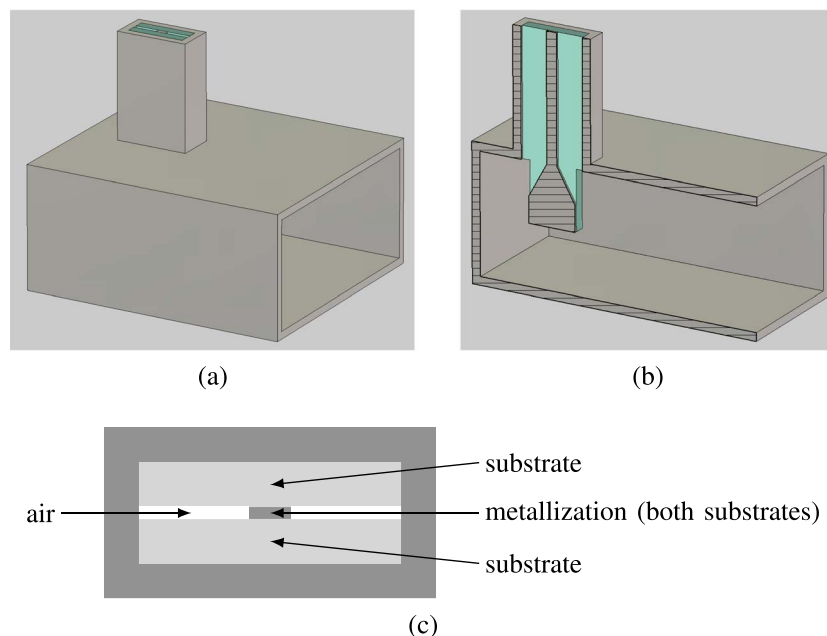 (a)
(b)
substrate
air
metallization (both substrates)
substrate
(c)